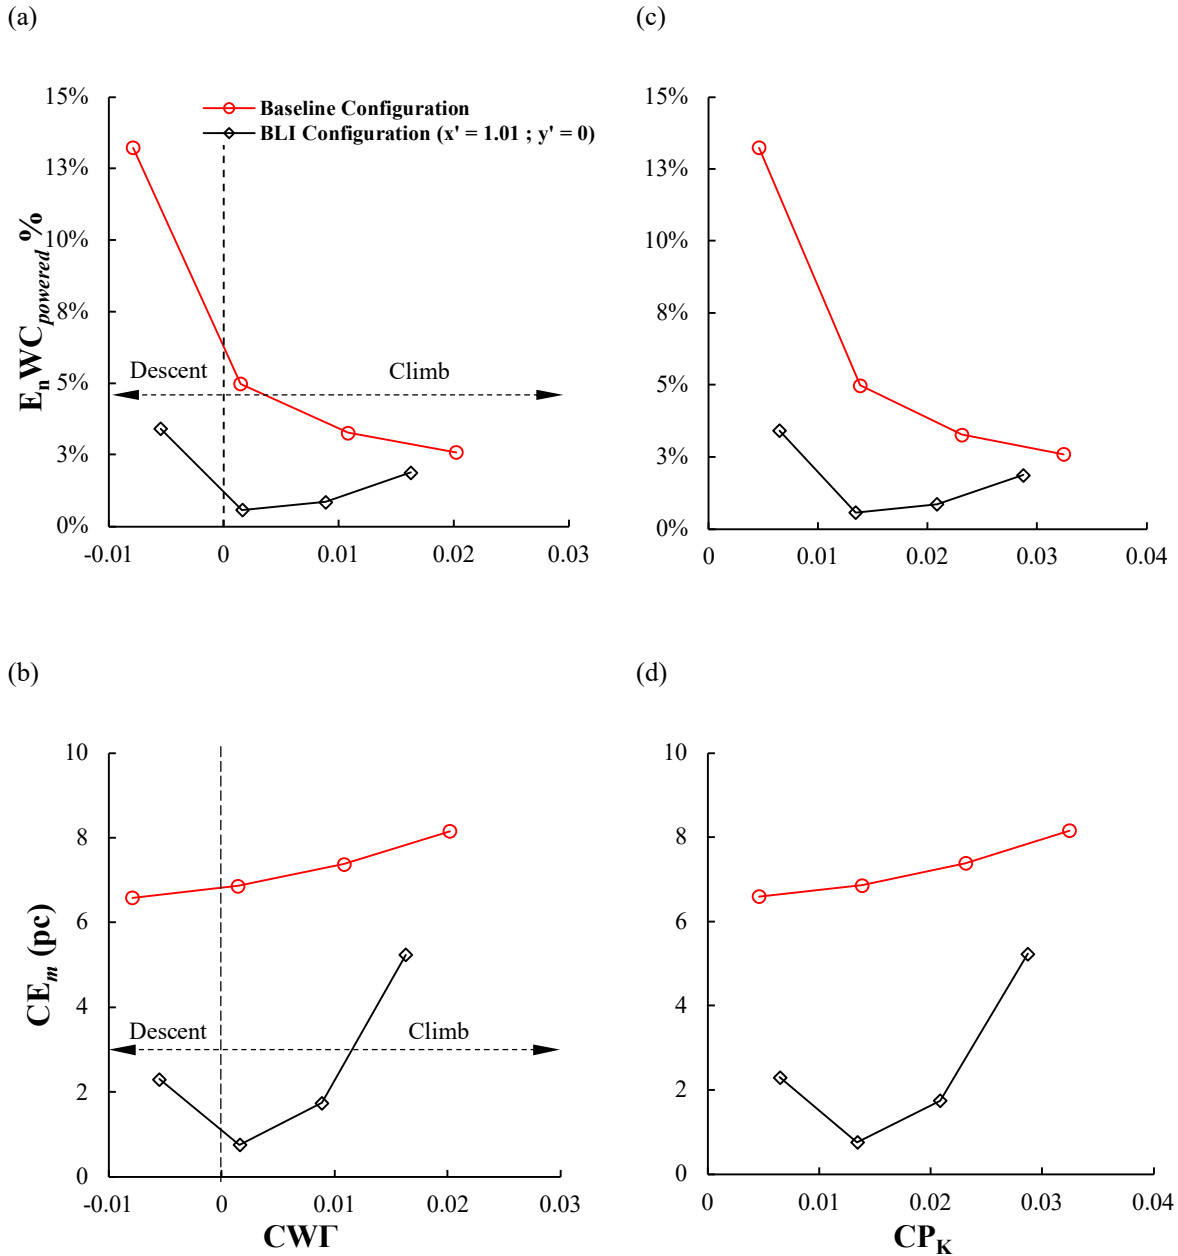 (a)
15%
13%
10%
8%
5%
3%
0%
EnWCpowered %
Baseline Configuration
BLI Configuration (x' = 1.01 ; y' = 0)
Descent
Climb
-0.01 0 0.01 0.02 0.03
(c)
15%
13%
10%
8%
5%
3%
0%
0 0.01 0.02 0.03 0.04
(b)
10
8
6
4
2
0
CEm (pc)
Descent
Climb
-0.01 0 0.01 0.02 0.03
CWΓ
(d)
10
8
6
4
2
0
0 0.01 0.02 0.03 0.04
CPK